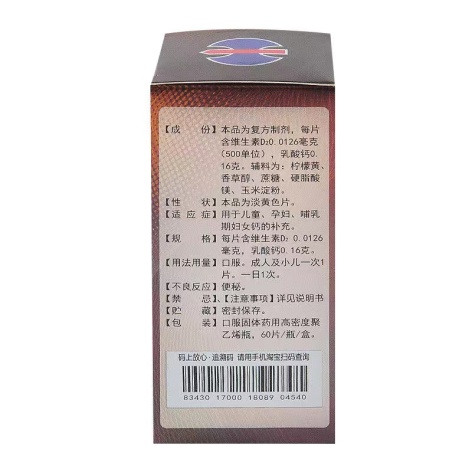 【成　份】本品为复方制剂，每片
含维生素D₂0.0126毫克
(500单位)，乳酸钙0.
16克。辅料为：柠檬黄、
香草醇、蔗糖、硬脂酸
镁、玉米淀粉。
【性　状】本品为淡黄色片。
【适 应 症】用于儿童、孕妇、哺乳
期妇女钙的补充。
【规　格】每片含维生素D₂ 0.0126
毫克，乳酸钙0.16克。
【用法用量】口服。成人及小儿一次1
片、一日1次。
【不良反应】便秘。
【禁　忌】、【注意事项】详见说明书
【贮　藏】密封保存。
【包　装】口服固体药用高密度聚
乙烯瓶，60片/瓶/盒。
码上放心·追溯码 请用手机淘宝扫码查询
83430 17000 18089 04540